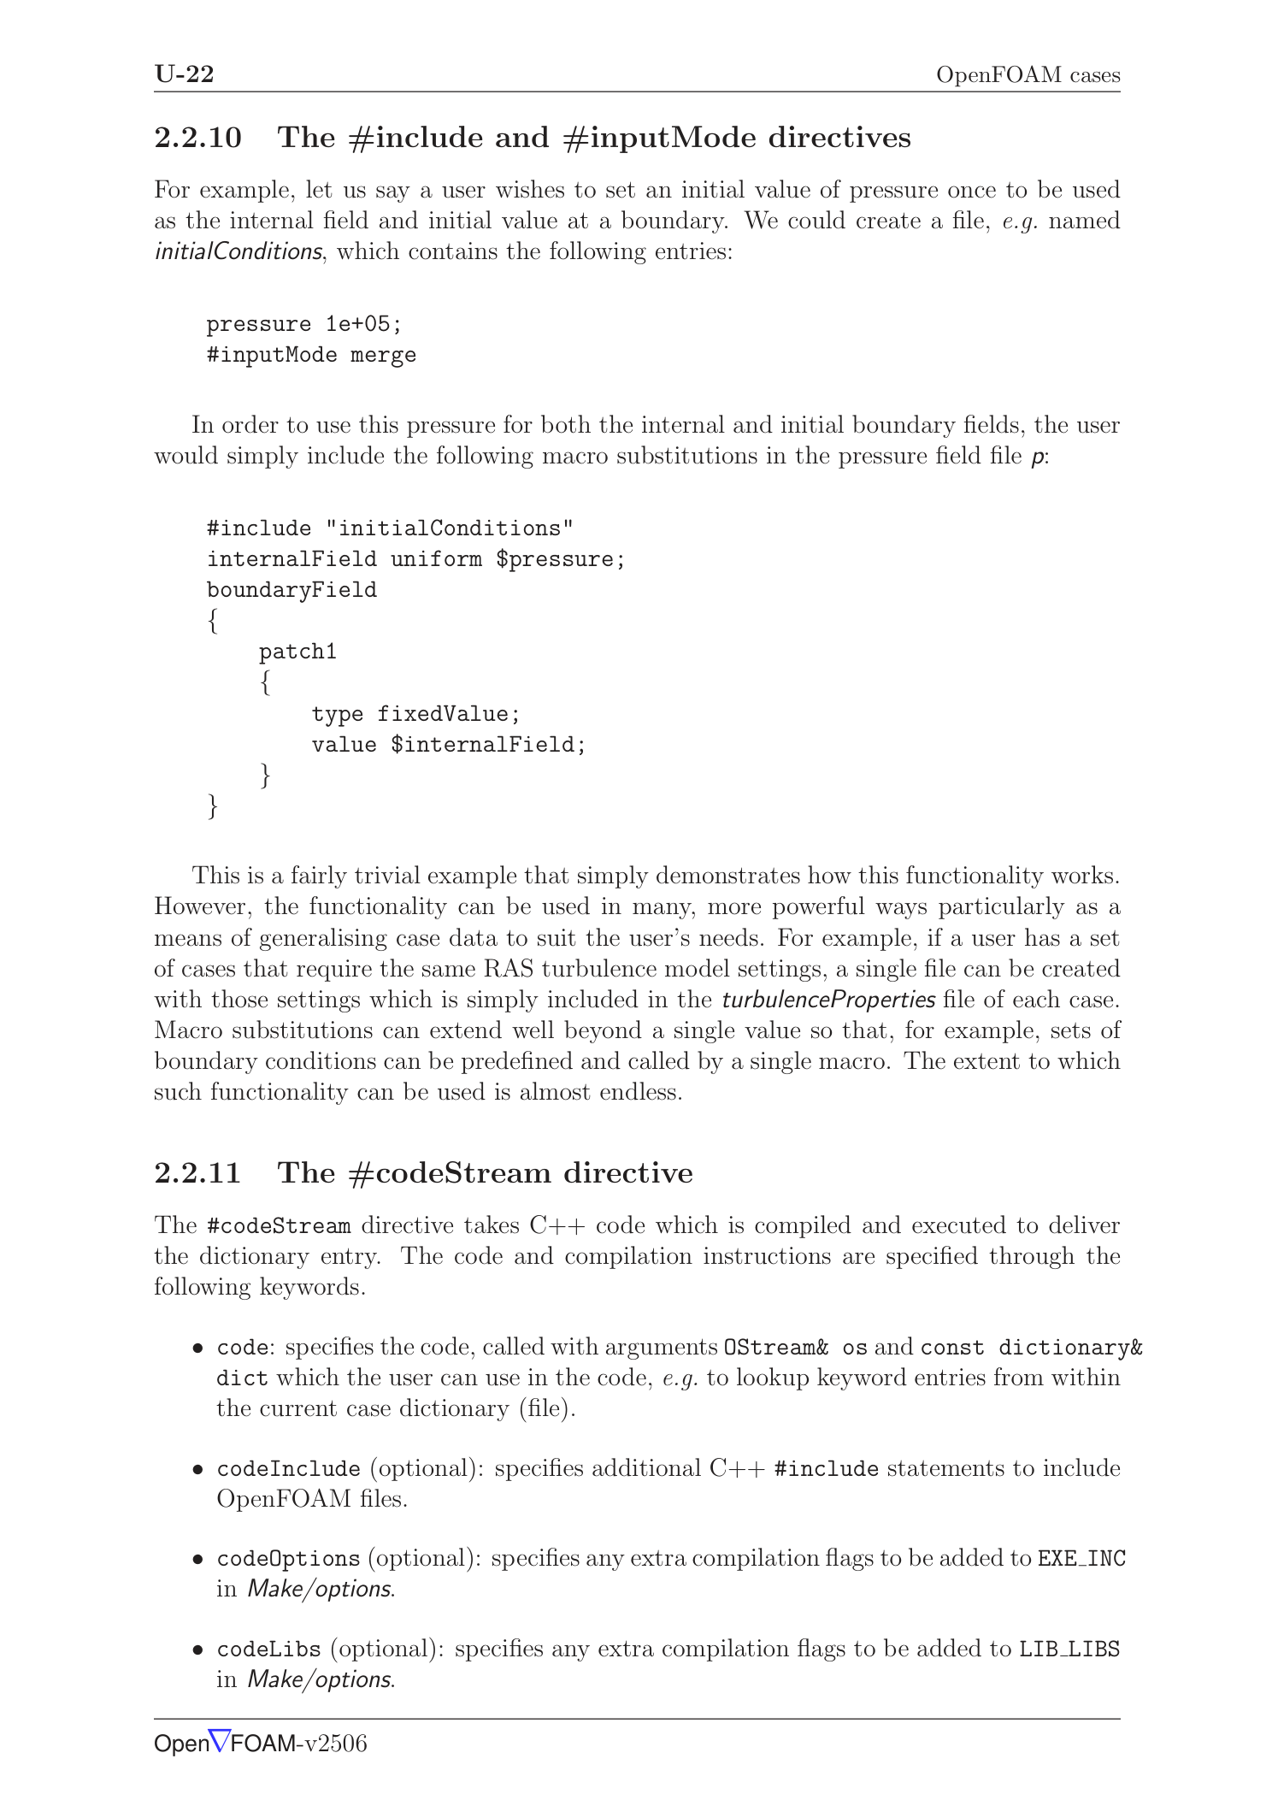 U-22 OpenFOAM cases
2.2.10 The #include and #inputMode directives
For example, let us say a user wishes to set an initial value of pressure once to be used
as the internal field and initial value at a boundary. We could create a file, e.g. named
initialConditions, which contains the following entries:
pressure 1e+05;
#inputMode merge
In order to use this pressure for both the internal and initial boundary fields, the user
would simply include the following macro substitutions in the pressure field file p:
#include "initialConditions"
internalField uniform $pressure;
boundaryField
{
patch1
{
type fixedValue;
value $internalField;
}
}
This is a fairly trivial example that simply demonstrates how this functionality works.
However, the functionality can be used in many, more powerful ways particularly as a
means of generalising case data to suit the user's needs. For example, if a user has a set
of cases that require the same RAS turbulence model settings, a single file can be created
with those settings which is simply included in the turbulenceProperties file of each case.
Macro substitutions can extend well beyond a single value so that, for example, sets of
boundary conditions can be predefined and called by a single macro. The extent to which
such functionality can be used is almost endless.
2.2.11 The #codeStream directive
The #codeStream directive takes C++ code which is compiled and executed to deliver
the dictionary entry. The code and compilation instructions are specified through the
following keywords.
• code: specifies the code, called with arguments OStream& os and const dictionary&
dict which the user can use in the code, e.g. to lookup keyword entries from within
the current case dictionary (file).
• codeInclude (optional): specifies additional C++ #include statements to include
OpenFOAM files.
• codeOptions (optional): specifies any extra compilation flags to be added to EXE_INC
in Make/options.
• codeLibs (optional): specifies any extra compilation flags to be added to LIB_LIBS
in Make/options.
Open∇FOAM-v2506